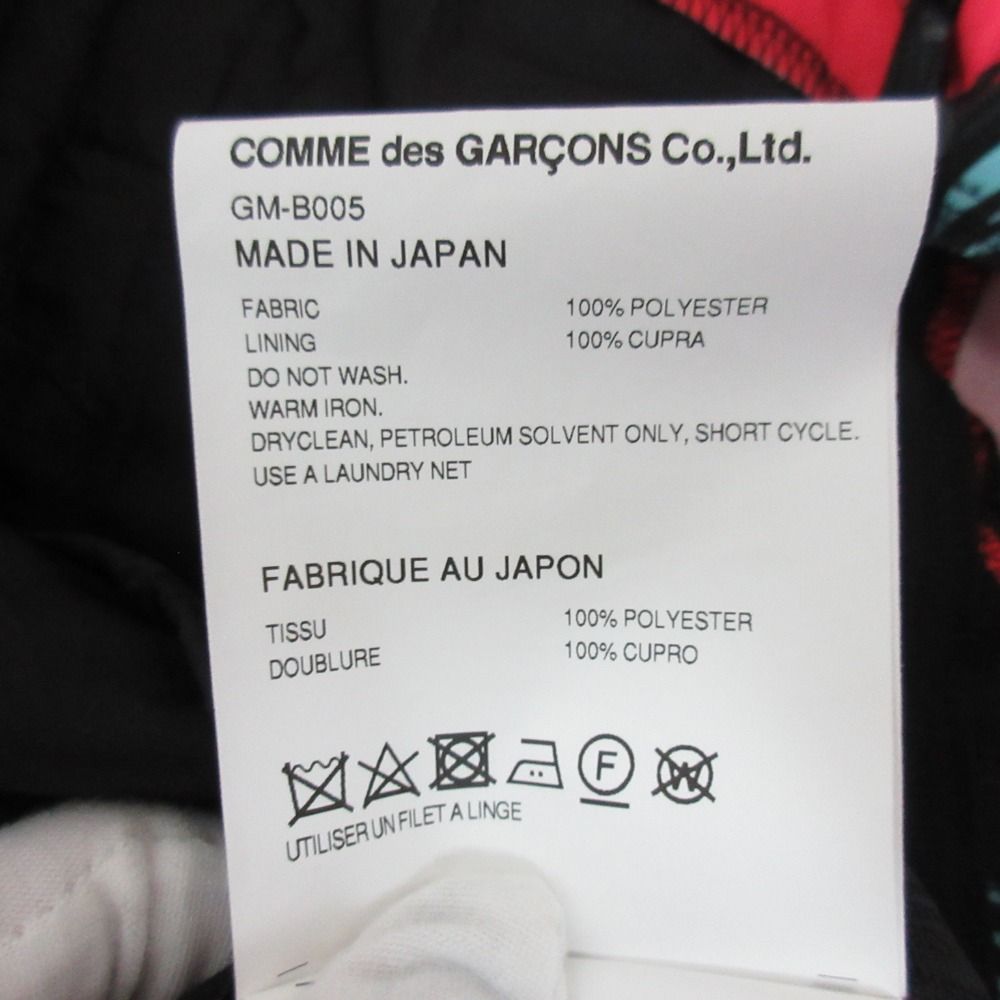 COMME des GARÇONS Co.,Ltd.
GM-B005
MADE IN JAPAN
FABRIC 100% POLYESTER
LINING 100% CUPRA
DO NOT WASH.
WARM IRON.
DRYCLEAN, PETROLEUM SOLVENT ONLY, SHORT CYCLE.
USE A LAUNDRY NET
FABRIQUE AU JAPON
TISSU 100% POLYESTER
DOUBLURE 100% CUPRO
F W
UTILISER UN FILET A LINGE